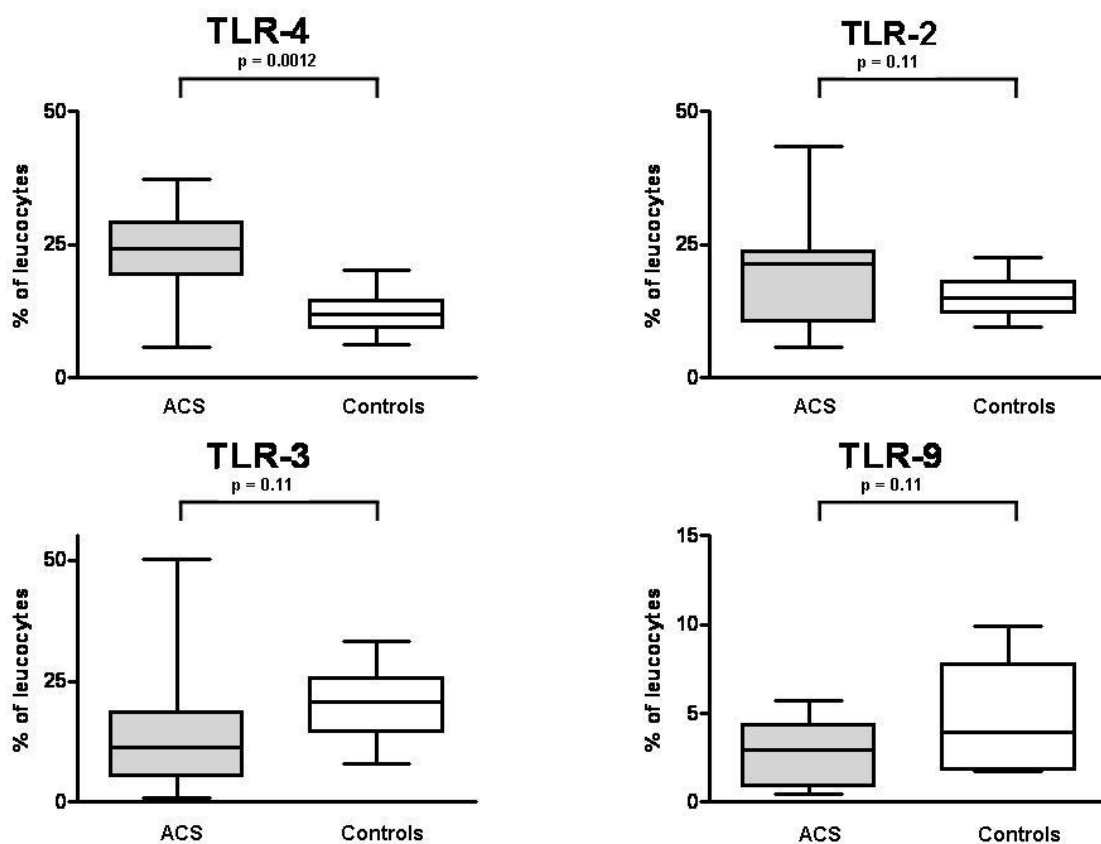 TLR-4
p = 0.0012
50
25
0
% of leucocytes
ACS Controls
TLR-2
p = 0.11
50
25
0
% of leucocytes
ACS Controls
TLR-3
p = 0.11
50
25
0
% of leucocytes
ACS Controls
TLR-9
p = 0.11
15
10
5
0
% of leucocytes
ACS Controls